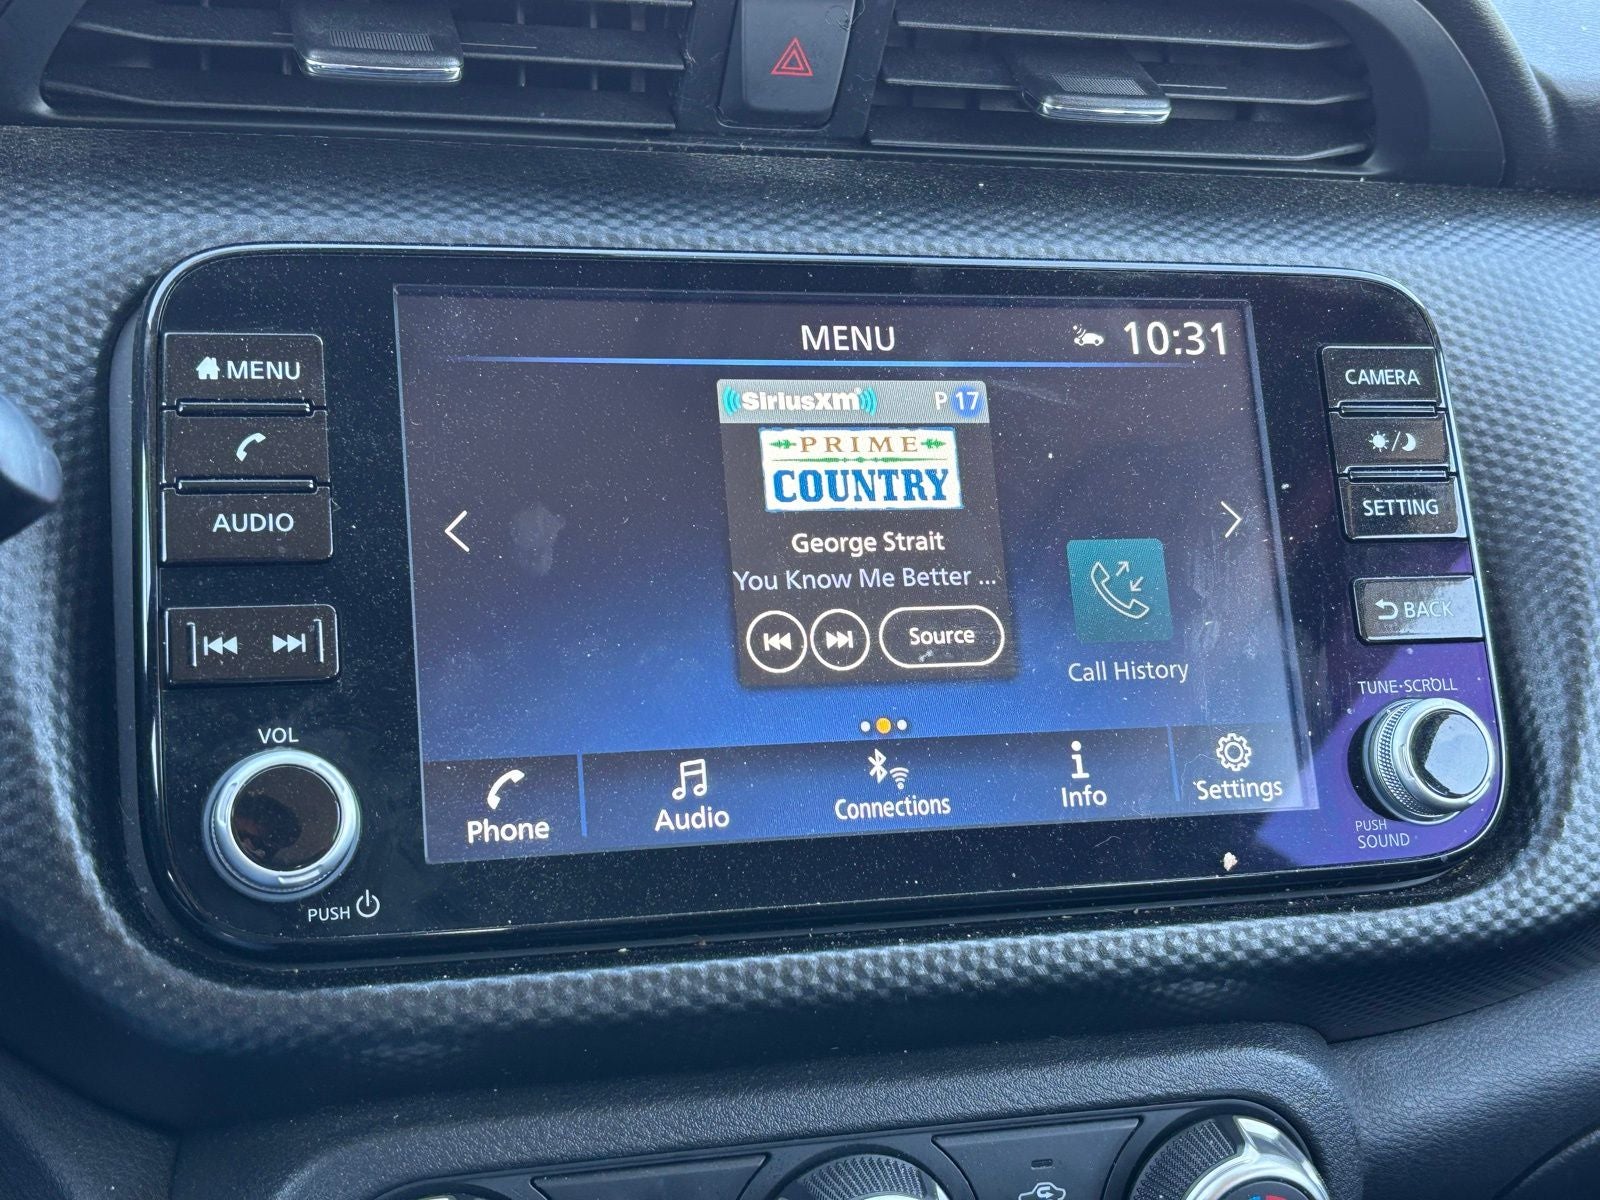 MENU
AUDIO
VOL
PUSH
MENU
10:31
SiriusXm
P 17
PRIME
COUNTRY
George Strait
You Know Me Better ...
Source
Call History
Phone
Audio
Connections
Info
Settings
CAMERA
SETTING
BACK
TUNE·SCROLL
PUSH
SOUND